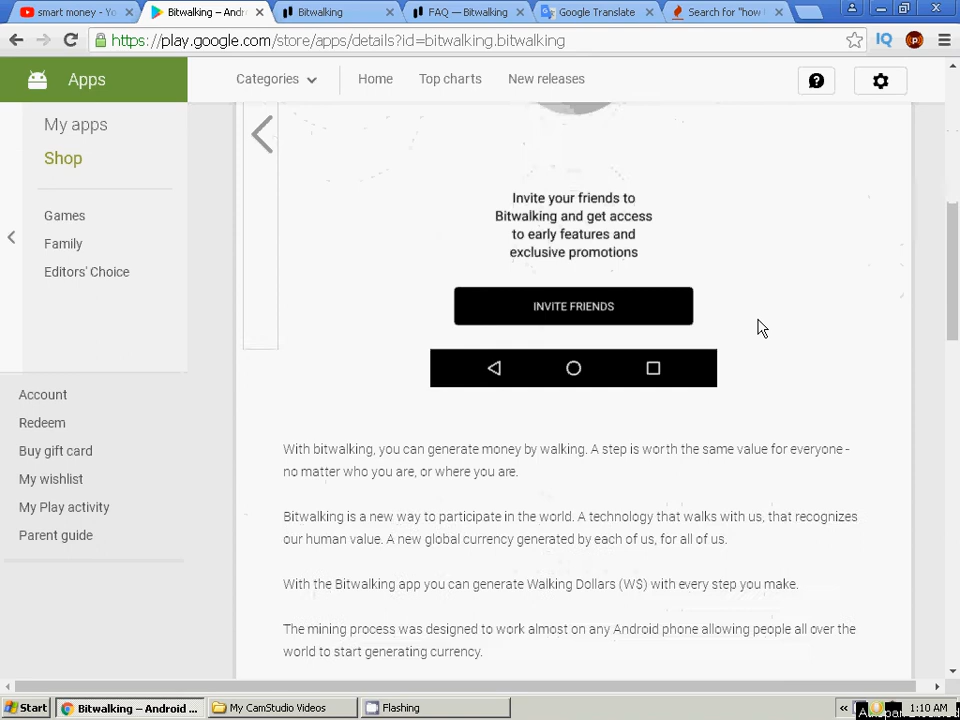 smart money - Yo
Bitwalking – Andr
Bitwalking
FAQ — Bitwalking
Google Translate
Search for "how
https://play.google.com/store/apps/details?id=bitwalking.bitwalking
IQ
Apps
Categories
Home
Top charts
New releases
My apps
Shop
Games
Family
Editors' Choice
Account
Redeem
Buy gift card
My wishlist
My Play activity
Parent guide
Invite your friends to
Bitwalking and get access
to early features and
exclusive promotions
INVITE FRIENDS
With bitwalking, you can generate money by walking. A step is worth the same value for everyone -
no matter who you are, or where you are.
Bitwalking is a new way to participate in the world. A technology that walks with us, that recognizes
our human value. A new global currency generated by each of us, for all of us.
With the Bitwalking app you can generate Walking Dollars (W$) with every step you make.
The mining process was designed to work almost on any Android phone allowing people all over the
world to start generating currency.
Start
Bitwalking – Android ...
My CamStudio Videos
Flashing
1:10 AM